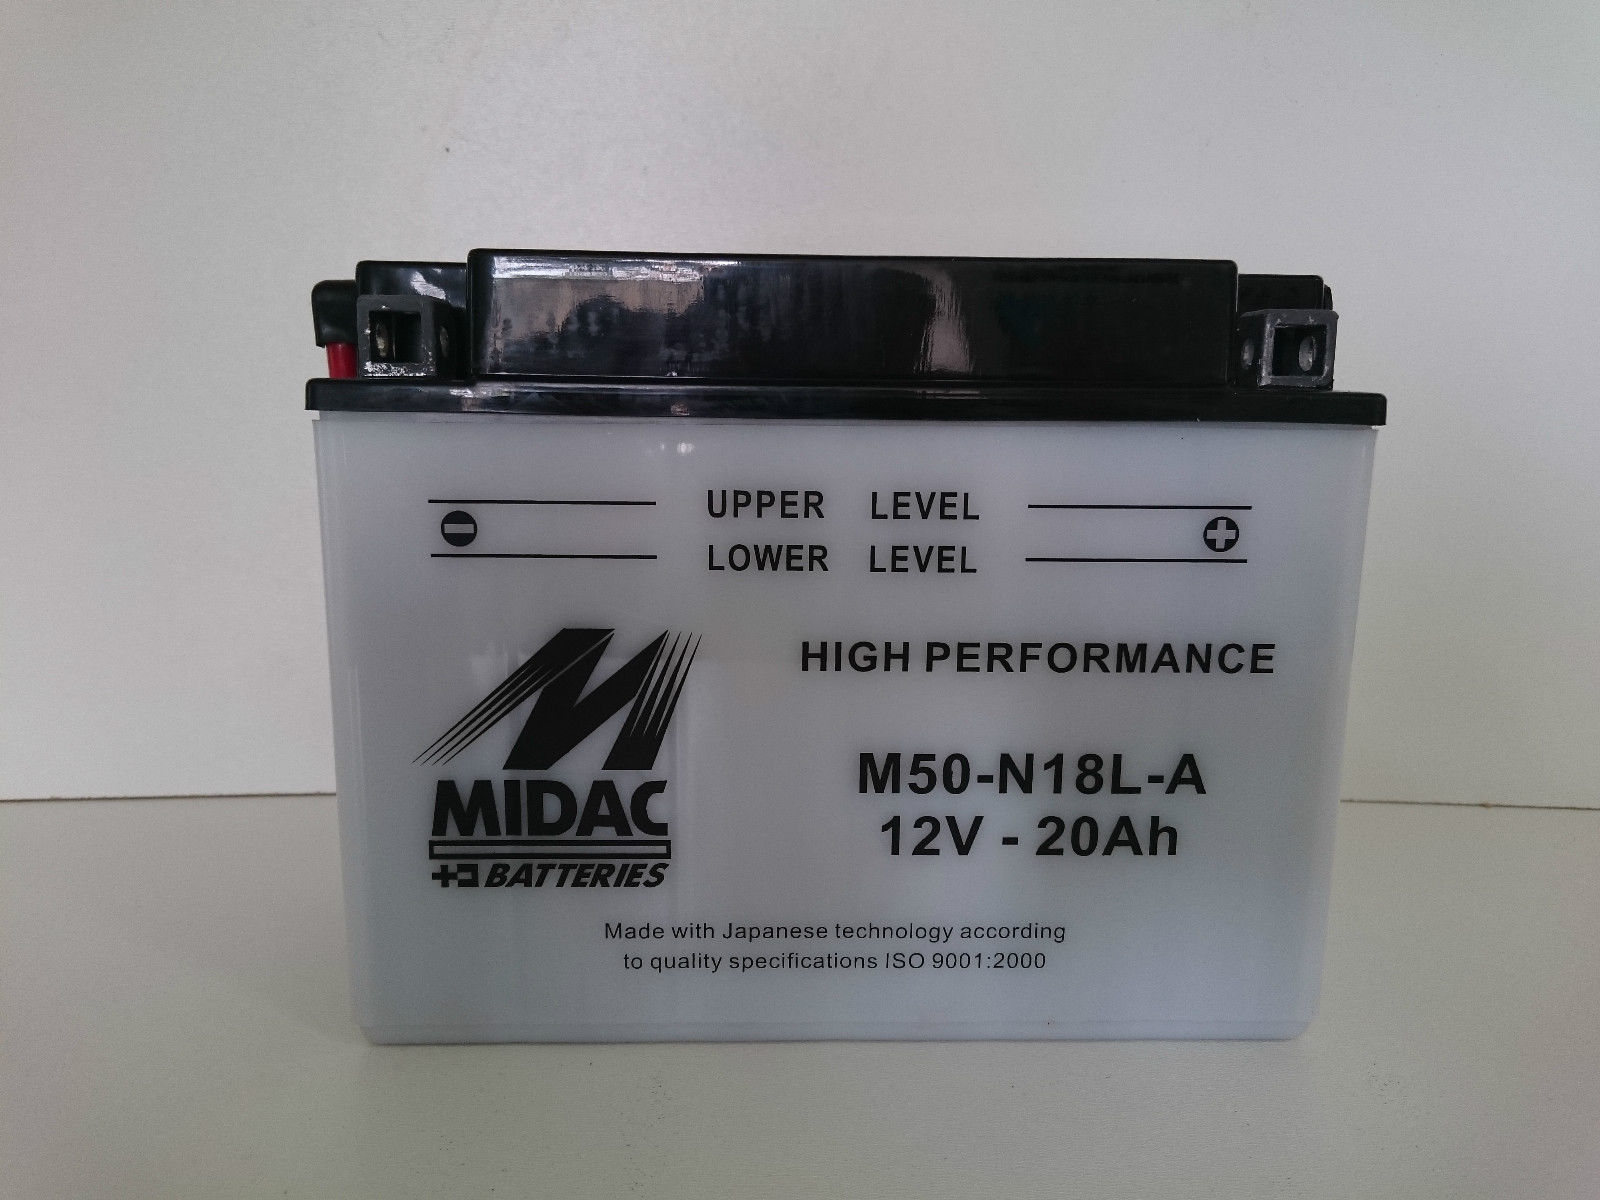 UPPER LEVEL
LOWER LEVEL
HIGH PERFORMANCE
M50-N18L-A
12V - 20Ah
MIDAC
BATTERIES
Made with Japanese technology according
to quality specifications ISO 9001:2000